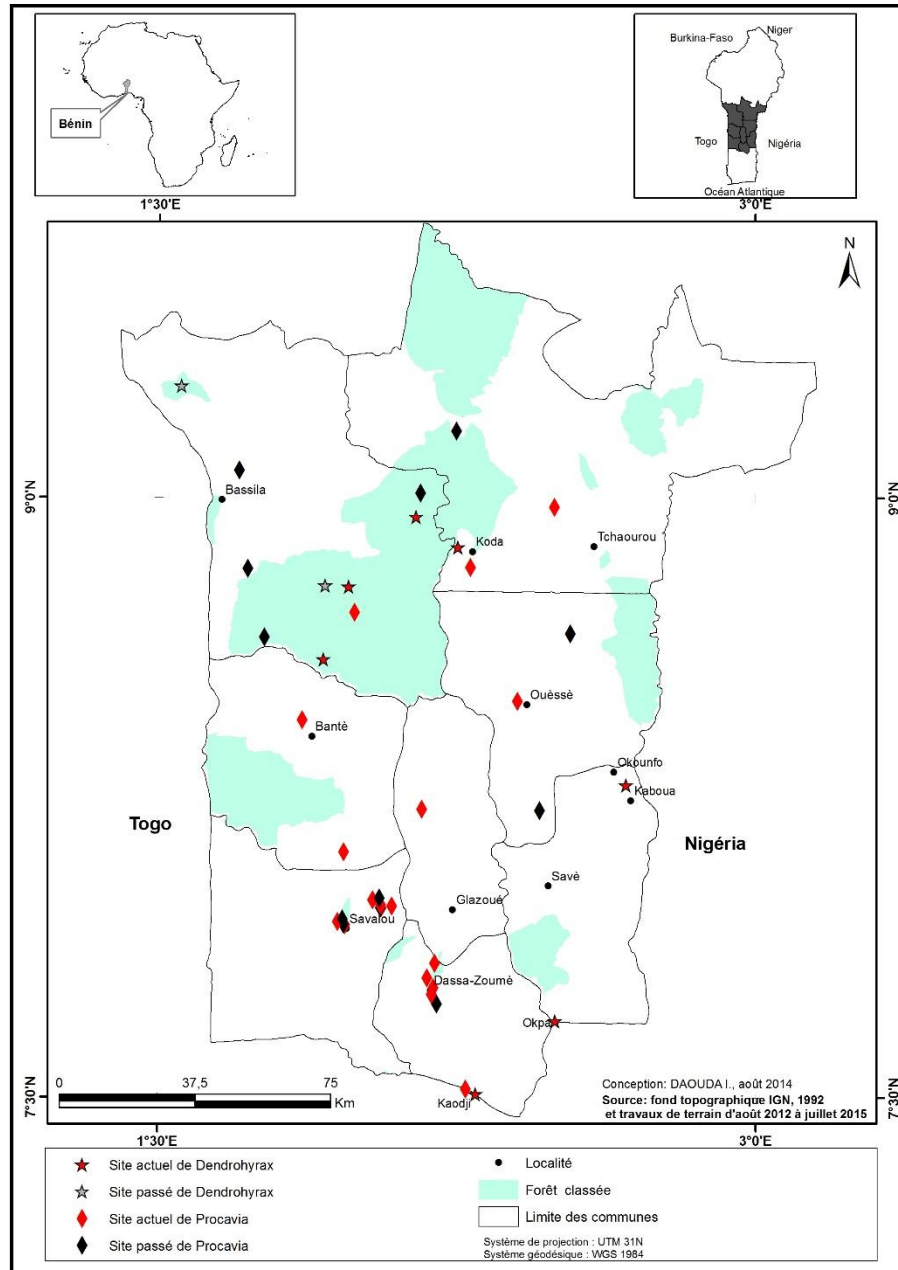 Bénin
Burkina-Faso
Niger
Togo
Nigéria
Océan Atlantique
1°30'E
3°0'E
N
Bassila
9°0'N
9°0'N
Koda
Tchaourou
Ouèssè
Bantè
Okounfo
Kaboua
Togo
Nigéria
Savè
Glazoué
Savalou
Dassa-Zoumè
Okpa
0
37,5
75
Km
Kaodji
Conception: DAOUDA I., août 2014
Source: fond topographique IGN, 1992
et travaux de terrain d'août 2012 à juillet 2015
7°30'N
7°30'N
1°30'E
3°0'E
Site actuel de Dendrohyrax
Site passé de Dendrohyrax
Site actuel de Procavia
Site passé de Procavia
Localité
Forêt classée
Limite des communes
Système de projection : UTM 31N
Système géodésique : WGS 1984